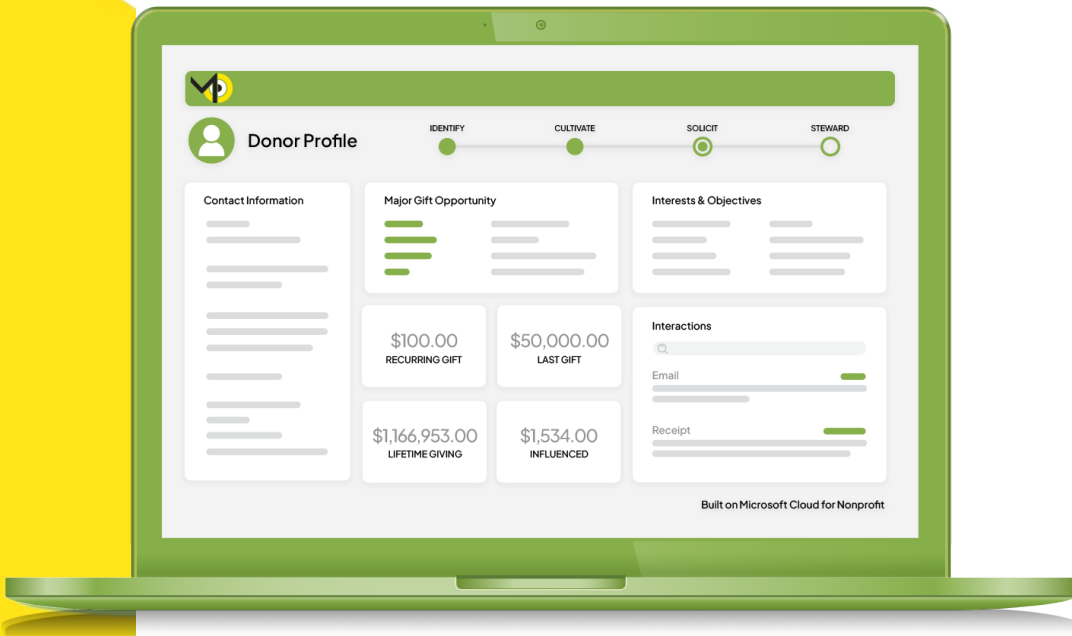 Donor Profile
IDENTIFY
CULTIVATE
SOLICIT
STEWARD
Contact Information
Major Gift Opportunity
Interests & Objectives
$100.00
RECURRING GIFT
$50,000.00
LAST GIFT
$1,166,953.00
LIFETIME GIVING
$1,534.00
INFLUENCED
Interactions
Email
Receipt
Built on Microsoft Cloud for Nonprofit